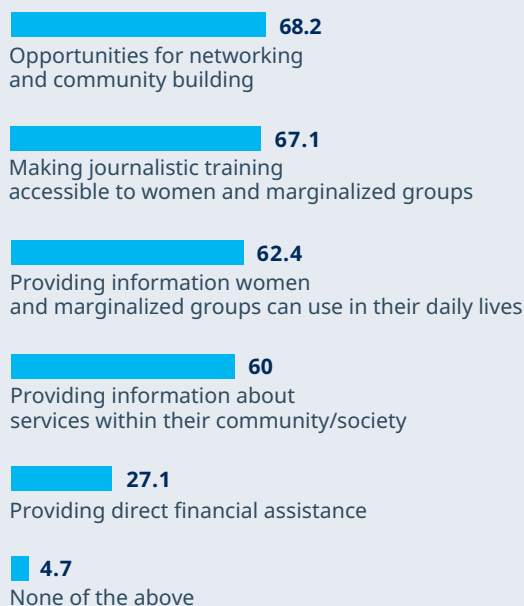 68.2
Opportunities for networking
and community building
67.1
Making journalistic training
accessible to women and marginalized groups
62.4
Providing information women
and marginalized groups can use in their daily lives
60
Providing information about
services within their community/society
27.1
Providing direct financial assistance
4.7
None of the above